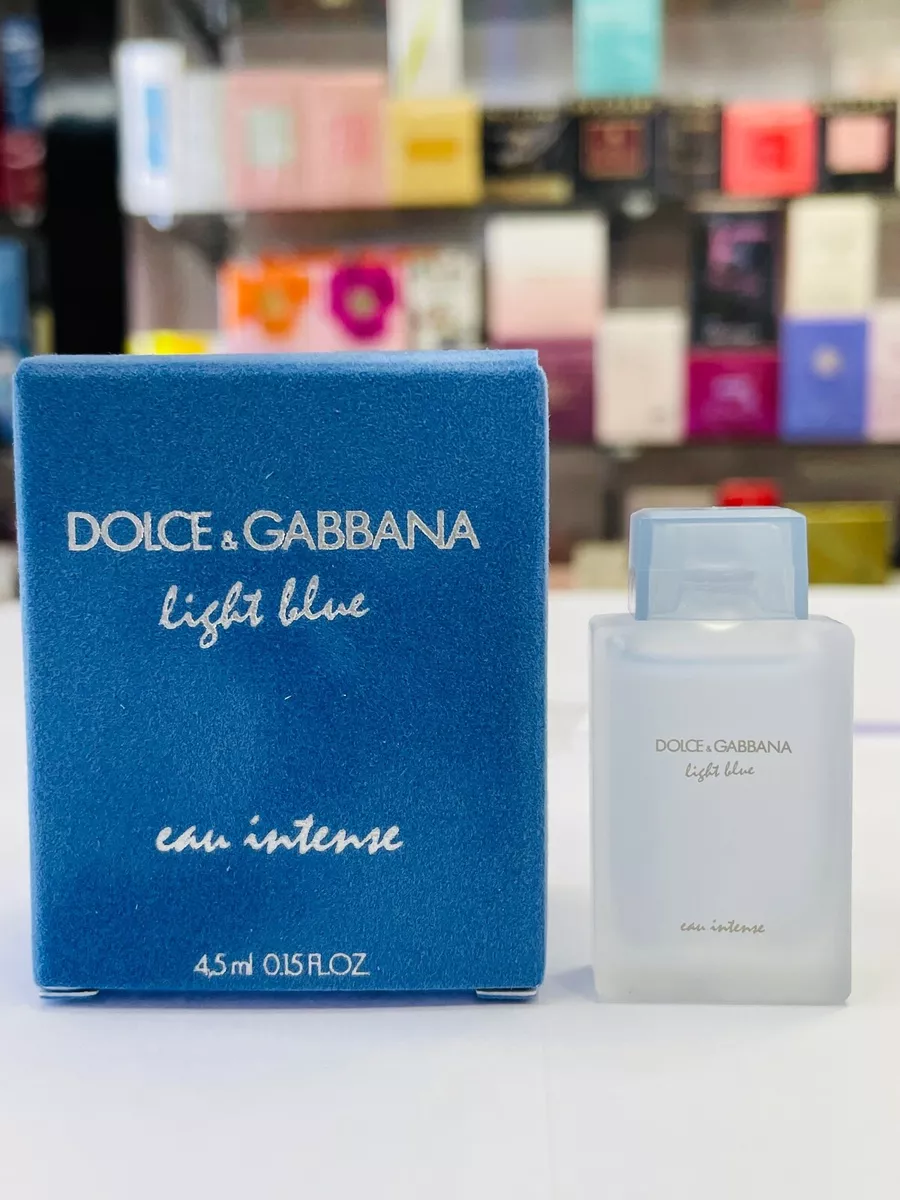 DOLCE & GABBANA
light blue
eau intense
4,5 ml 0.15 FL.OZ.
DOLCE & GABBANA
light blue
eau intense